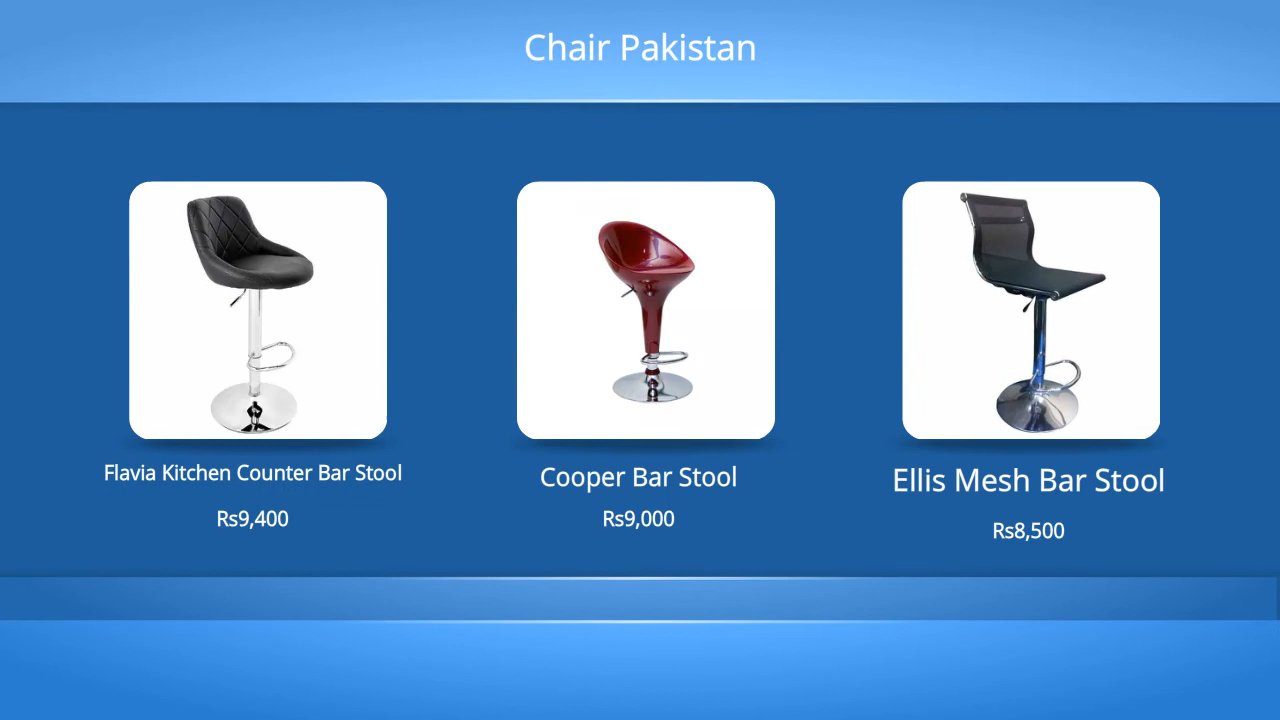 Chair Pakistan
Flavia Kitchen Counter Bar Stool
Cooper Bar Stool
Ellis Mesh Bar Stool
Rs9,400
Rs9,000
Rs8,500